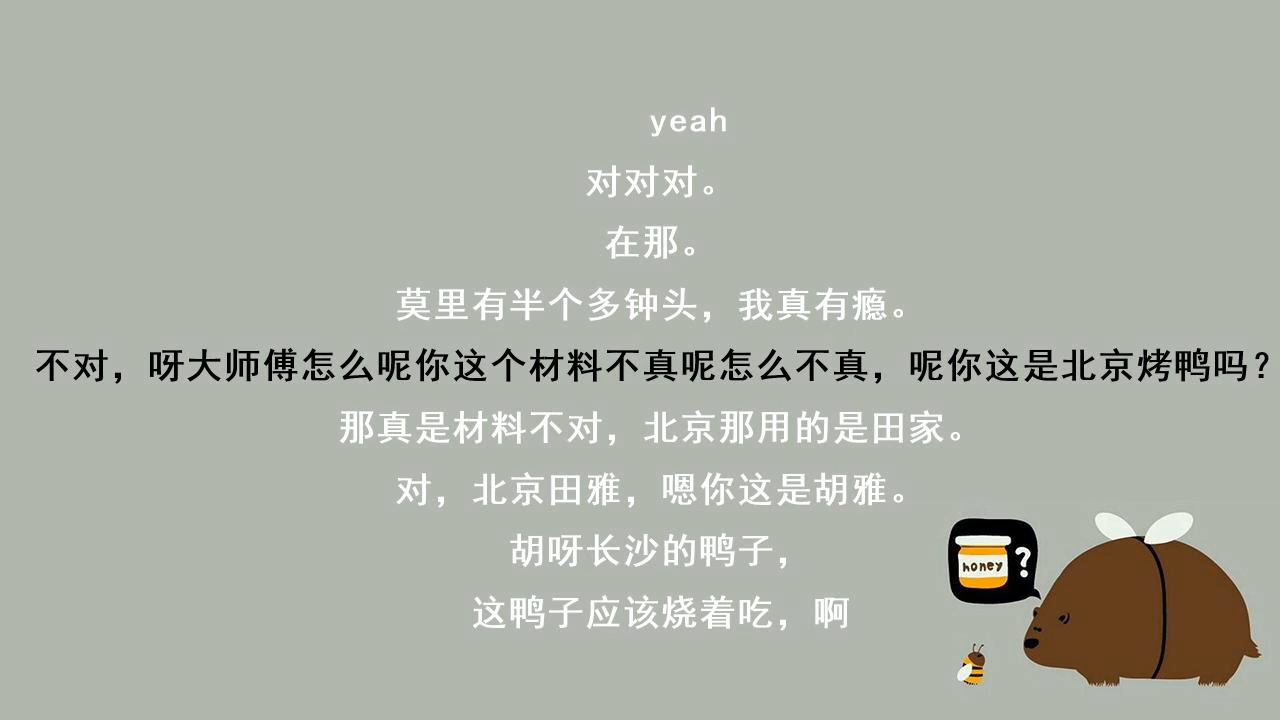 yeah
对对对。
在那。
莫里有半个多钟头，我真有瘾。
不对，呀大师傅怎么呢你这个材料不真呢怎么不真，呢你这是北京烤鸭吗？
那真是材料不对，北京那用的是田家。
对，北京田雅，嗯你这是胡雅。
胡呀长沙的鸭子，
这鸭子应该烧着吃，啊
honey
?